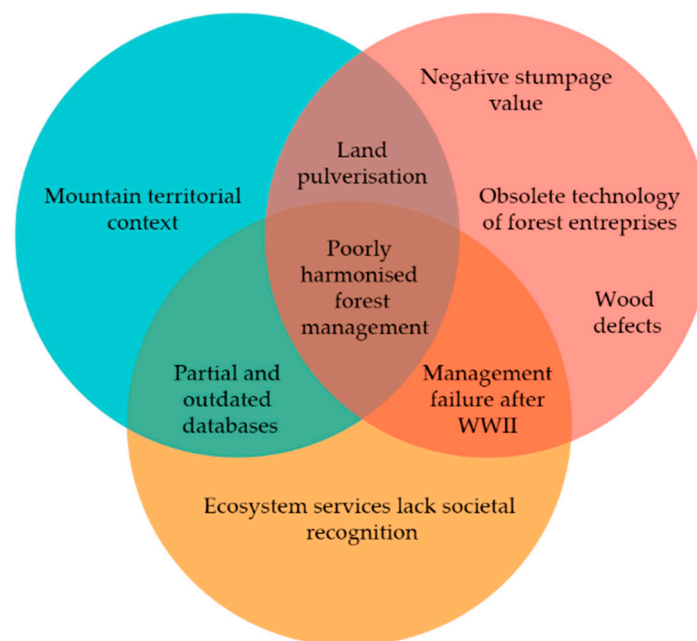 Negative stumpage
value
Land
pulverisation
Mountain territorial
context
Obsolete technology
of forest entreprises
Poorly
harmonised
forest
management
Wood
defects
Partial and
outdated
databases
Management
failure after
WWII
Ecosystem services lack societal
recognition